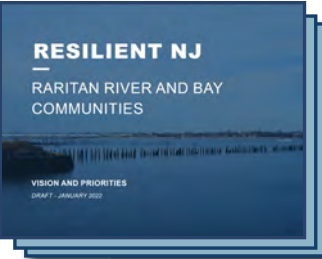 RESILIENT NJ
RARITAN RIVER AND BAY
COMMUNITIES
VISION AND PRIORITIES
DRAFT - JANUARY 2022